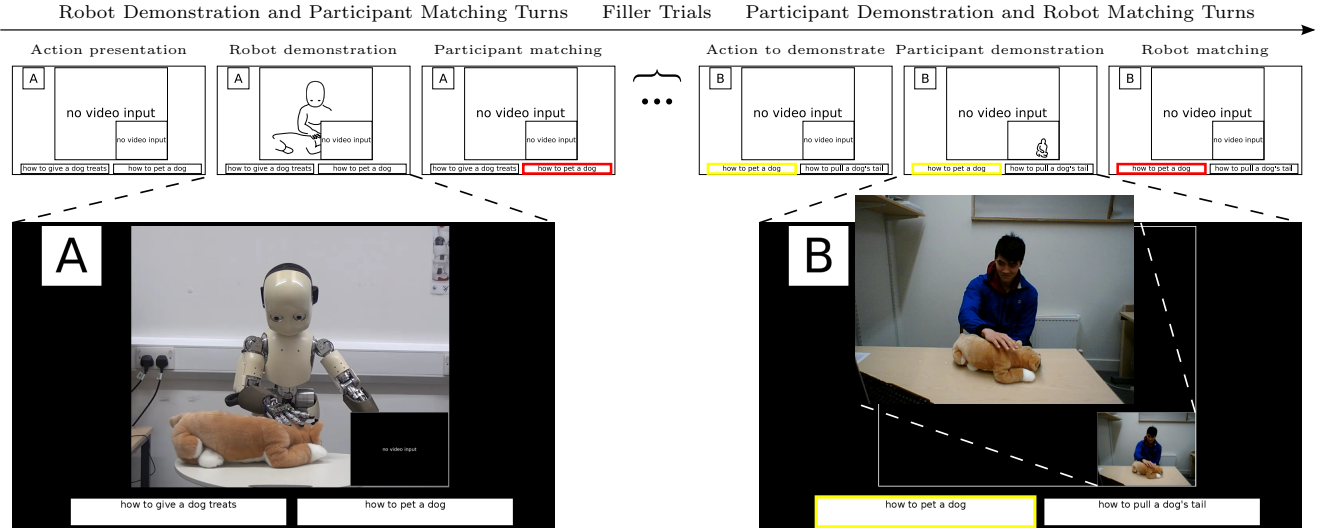 Robot Demonstration and Participant Matching Turns Filler Trials Participant Demonstration and Robot Matching Turns
Action presentation Robot demonstration Participant matching Action to demonstrate Participant demonstration Robot matching
A A A B B B
no video input no video input no video input no video input
no video input no video input no video input no video input no video input
how to give a dog treats how to pet a dog how to give a dog treats how to pet a dog how to give a dog treats how to pet a dog how to pet a dog how to pull a dog's tail how to pet a dog how to pull a dog's tail how to pet a dog how to pull a dog's tail
A B
no video input
how to give a dog treats how to pet a dog how to pet a dog how to pull a dog's tail